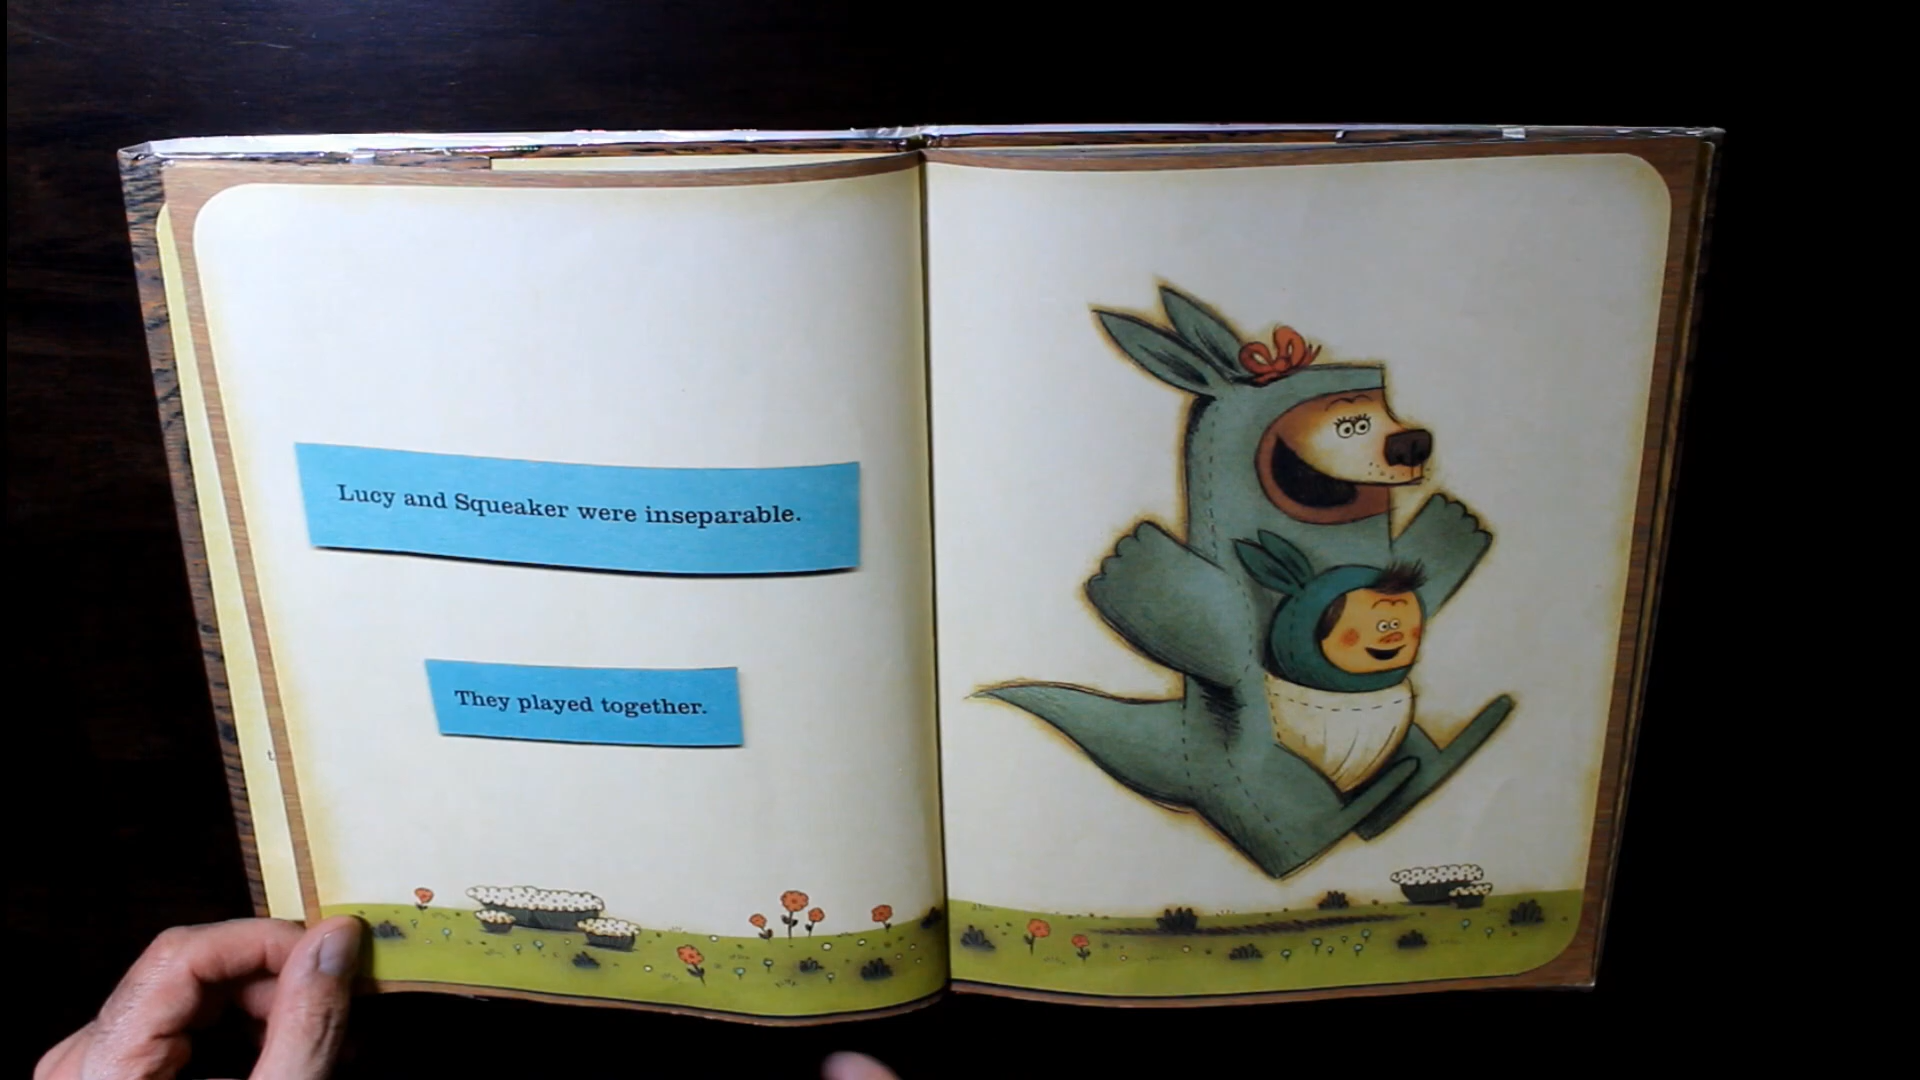 Lucy and Squeaker were inseparable.
They played together.